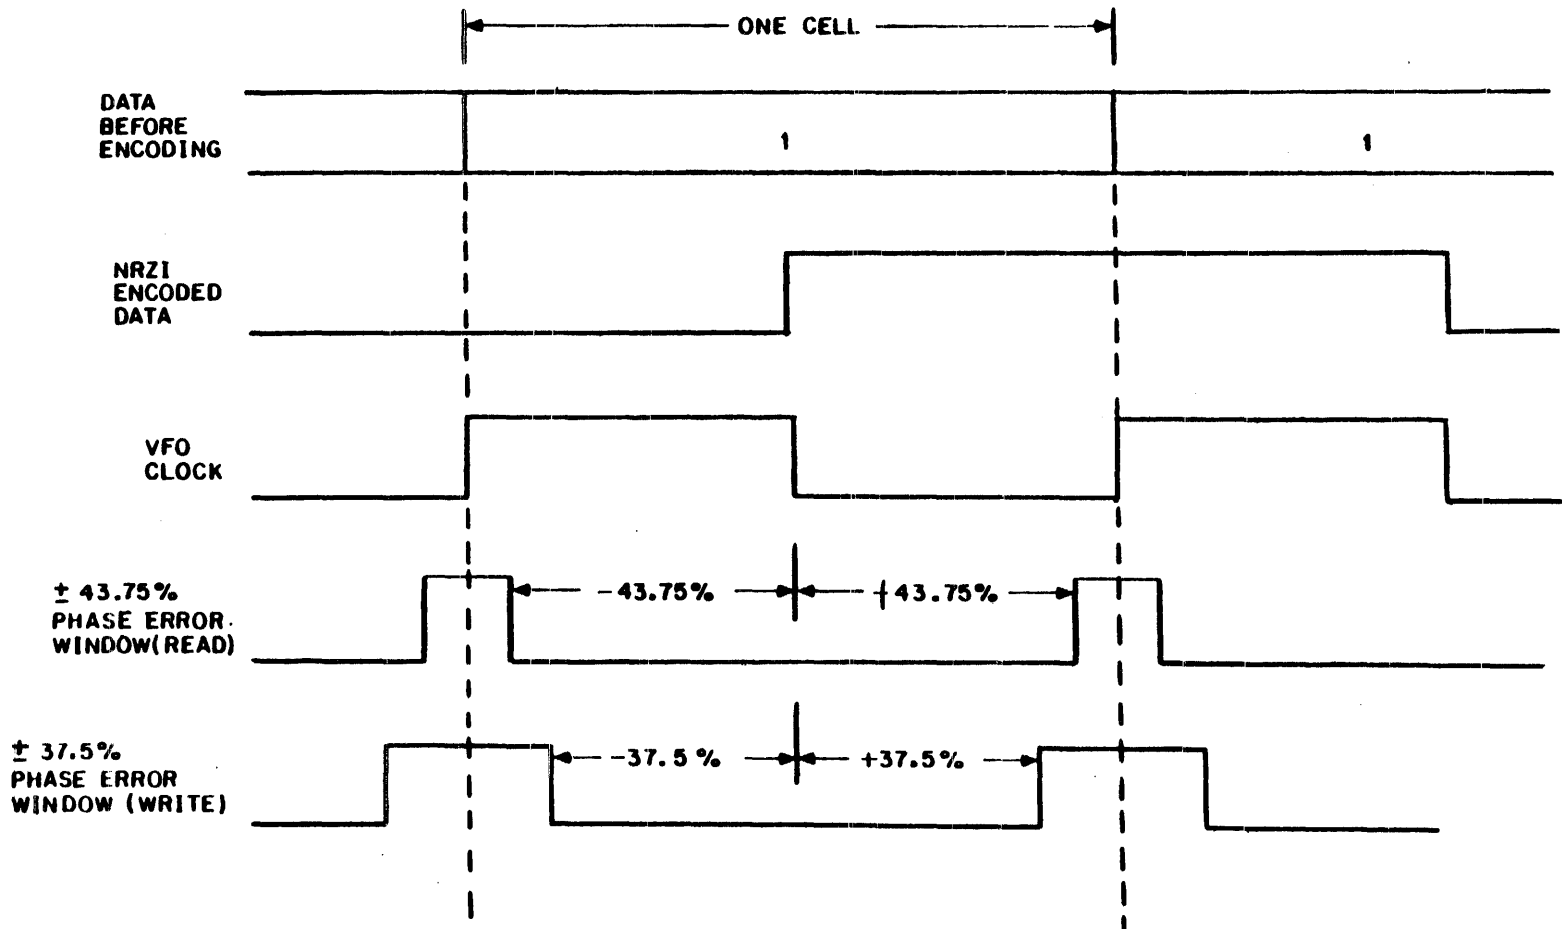 ONE CELL
DATA
BEFORE
ENCODING
1
1
NRZI
ENCODED
DATA
VFO
CLOCK
± 43.75%
PHASE ERROR
WINDOW(READ)
-43.75%
+43.75%
± 37.5%
PHASE ERROR
WINDOW (WRITE)
-37.5%
+37.5%